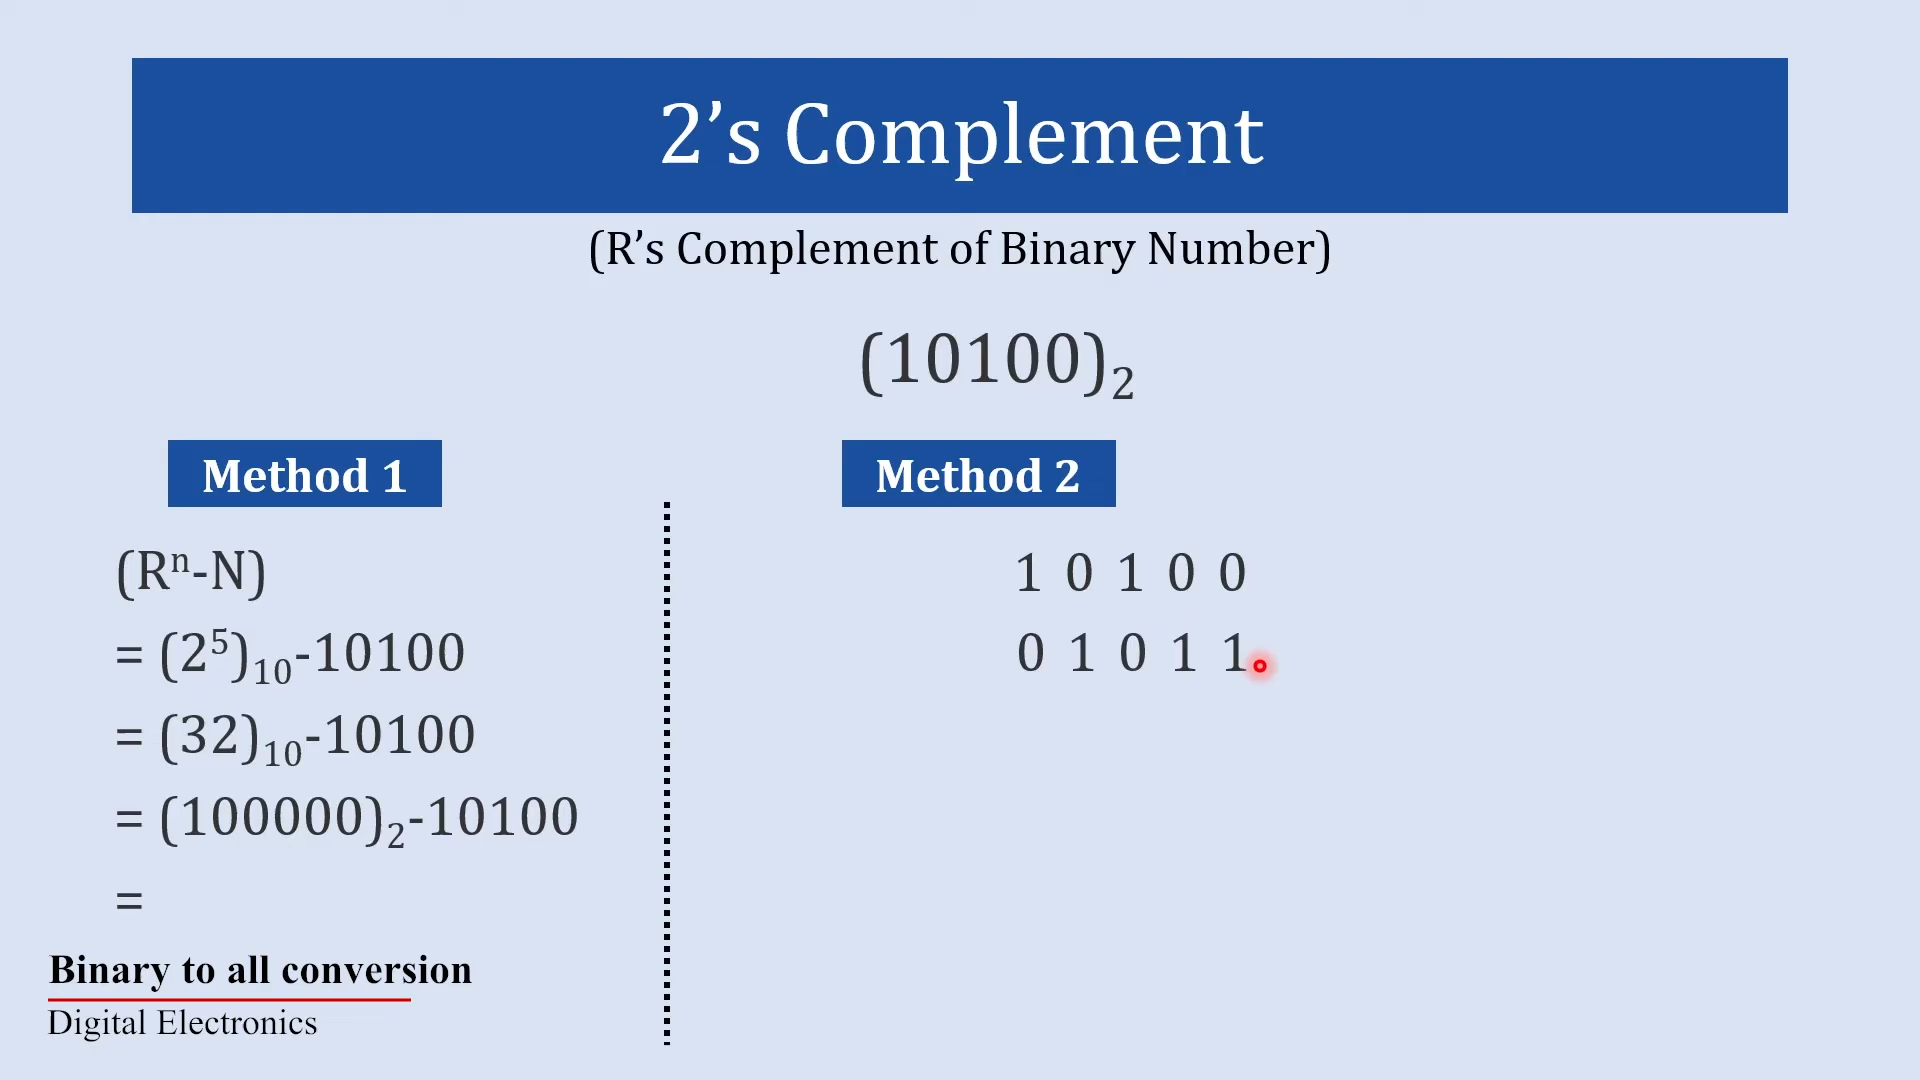 2’s Complement
(R’s Complement of Binary Number)
(10100)₂
Method 1
(Rⁿ-N)
= (2⁵)₁₀-10100
= (32)₁₀-10100
= (100000)₂-10100
=
Method 2
1 0 1 0 0
0 1 0 1 1
Binary to all conversion
Digital Electronics